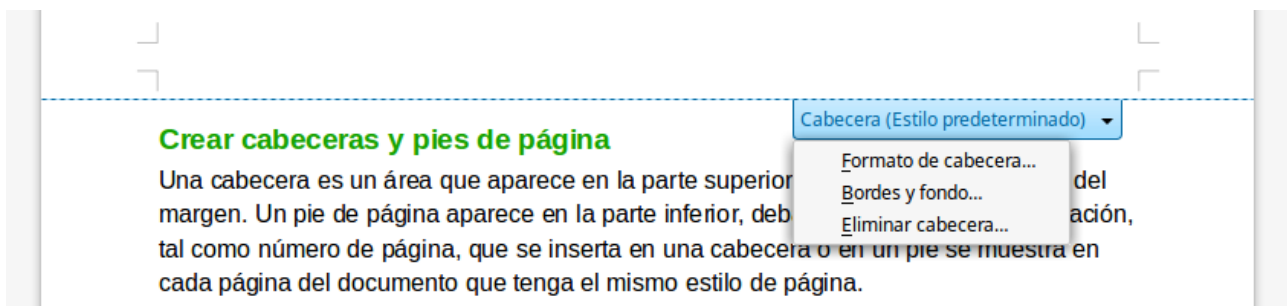 Cabecera (Estilo predeterminado)
Formato de cabecera...
Bordes y fondo...
Eliminar cabecera...
Crear cabeceras y pies de página
Una cabecera es un área que aparece en la parte superior del
margen. Un pie de página aparece en la parte inferior, ación,
tal como número de página, que se inserta en una cabecera o en un pie se muestra en
cada página del documento que tenga el mismo estilo de página.